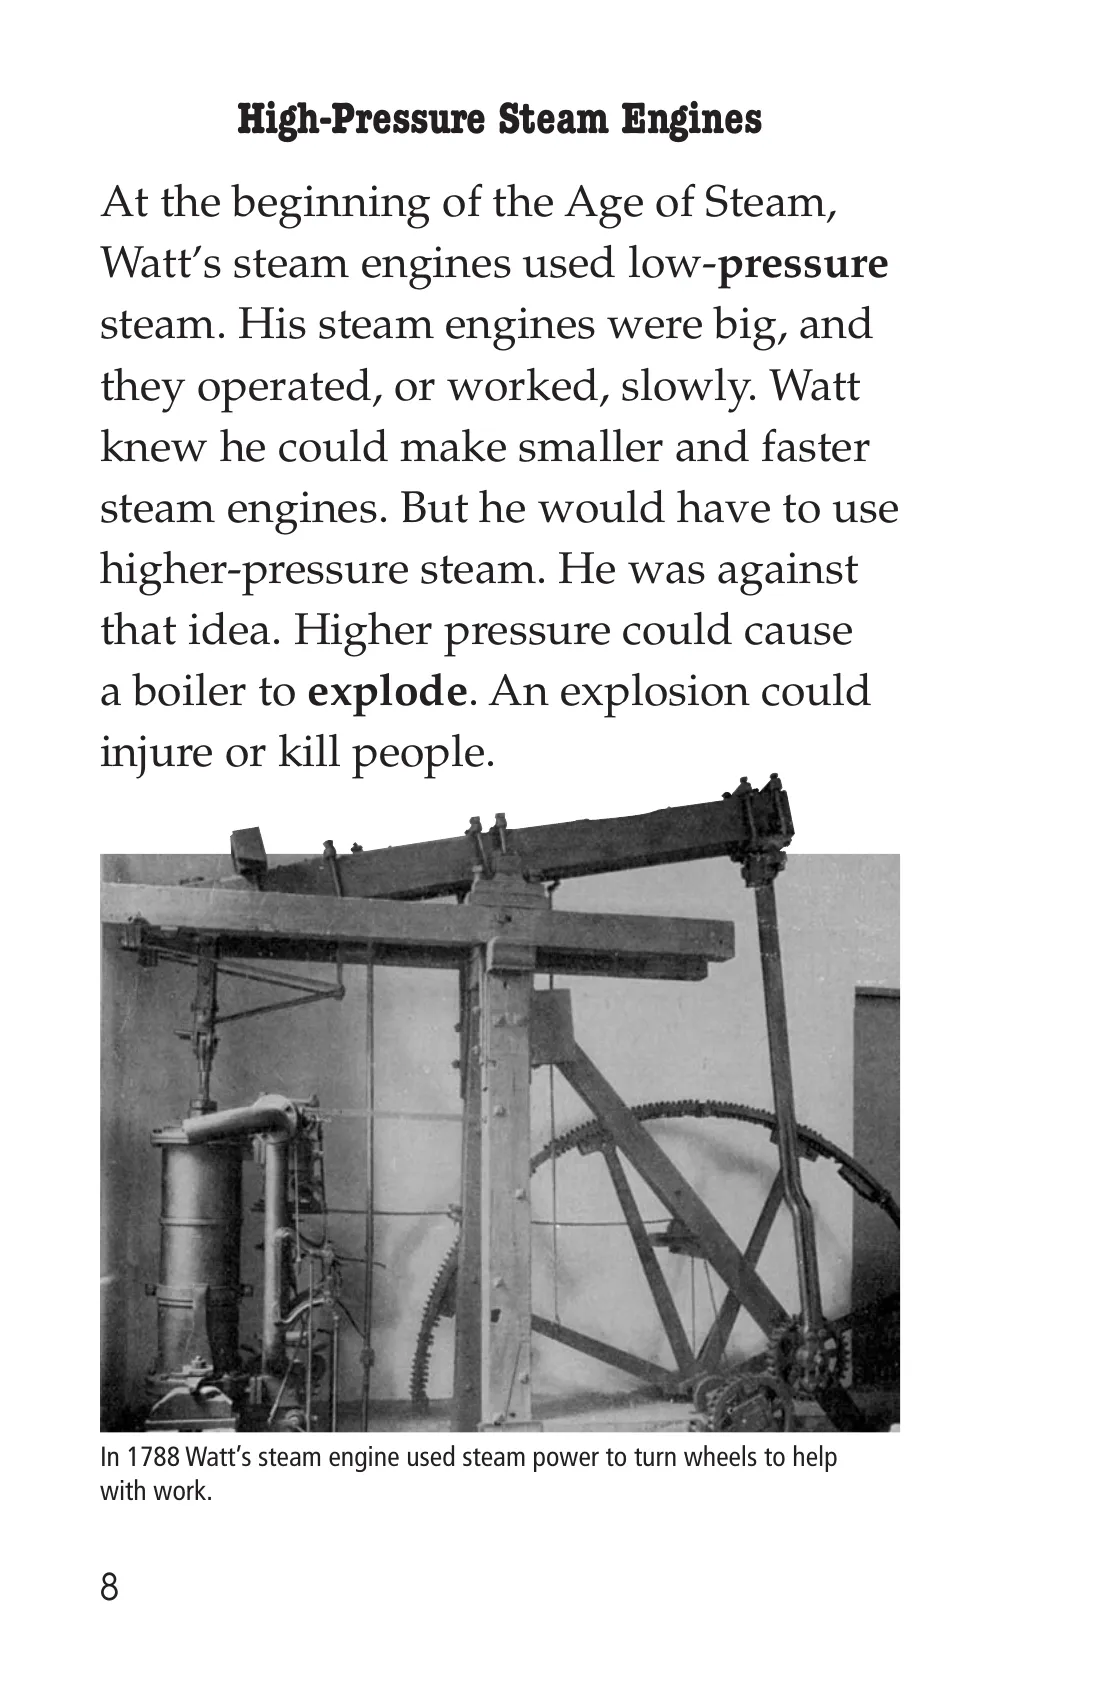 High-Pressure Steam Engines
At the beginning of the Age of Steam,
Watt’s steam engines used low-pressure
steam. His steam engines were big, and
they operated, or worked, slowly. Watt
knew he could make smaller and faster
steam engines. But he would have to use
higher-pressure steam. He was against
that idea. Higher pressure could cause
a boiler to explode. An explosion could
injure or kill people.
In 1788 Watt’s steam engine used steam power to turn wheels to help
with work.
8